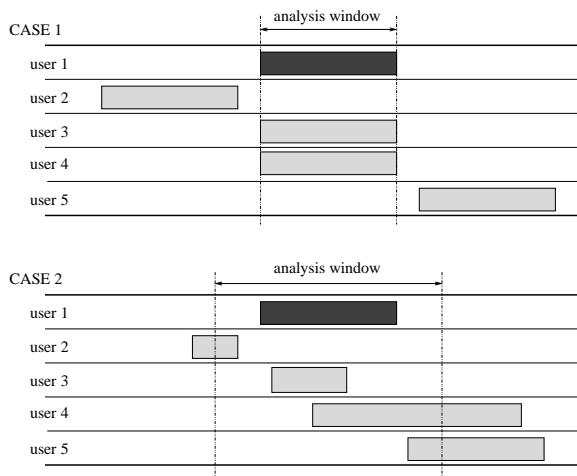 analysis window
CASE 1
user 1
user 2
user 3
user 4
user 5
analysis window
CASE 2
user 1
user 2
user 3
user 4
user 5